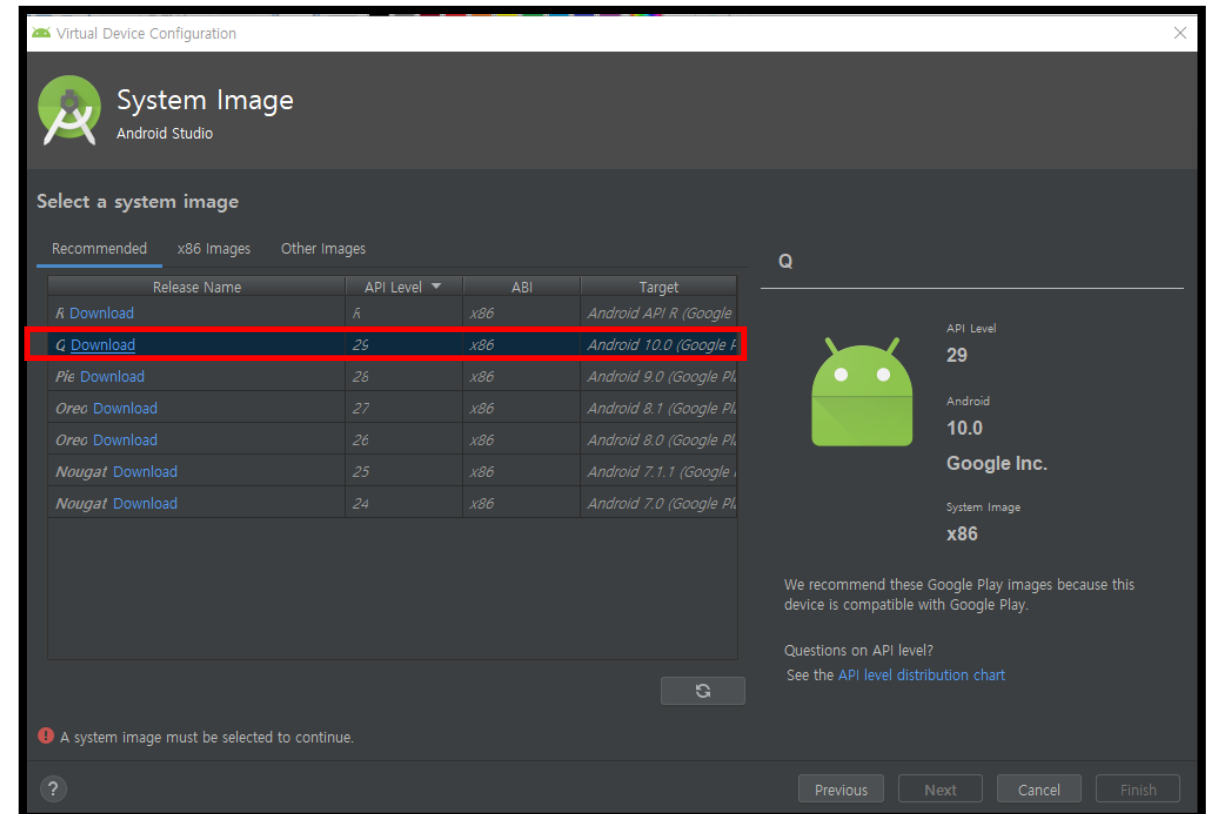 Virtual Device Configuration
System Image
Android Studio
Select a system image
Recommended x86 Images Other Images
Release Name API Level ABI Target
R Download R x86 Android API R (Google
Q Download 29 x86 Android 10.0 (Google P
Pie Download 28 x86 Android 9.0 (Google Pla
Oreo Download 27 x86 Android 8.1 (Google Pla
Oreo Download 26 x86 Android 8.0 (Google Pla
Nougat Download 25 x86 Android 7.1.1 (Google
Nougat Download 24 x86 Android 7.0 (Google Pla
A system image must be selected to continue.
Q
API Level
29
Android
10.0
Google Inc.
System Image
x86
We recommend these Google Play images because this
device is compatible with Google Play.
Questions on API level?
See the API level distribution chart
? Previous Next Cancel Finish